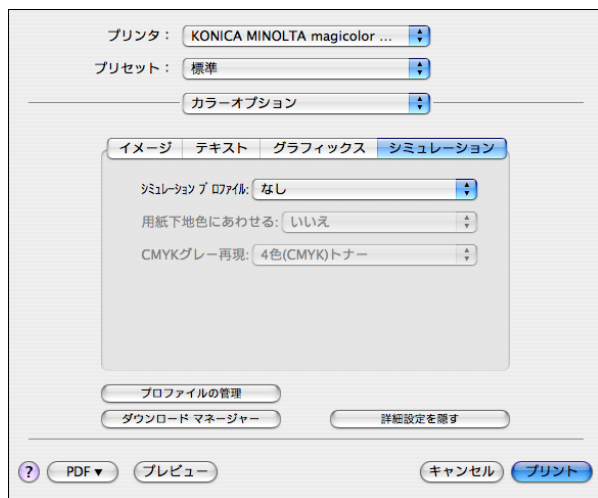 プリンタ： KONICA MINOLTA magicolor ...
プリセット： 標準
カラーオプション
イメージ テキスト グラフィックス シミュレーション
シミュレーション プロファイル: なし
用紙下地色にあわせる: いいえ
CMYKグレー再現: 4色(CMYK)トナー
プロファイルの管理
ダウンロード マネージャー 詳細設定を隠す
? PDF▼ プレビュー キャンセル プリント